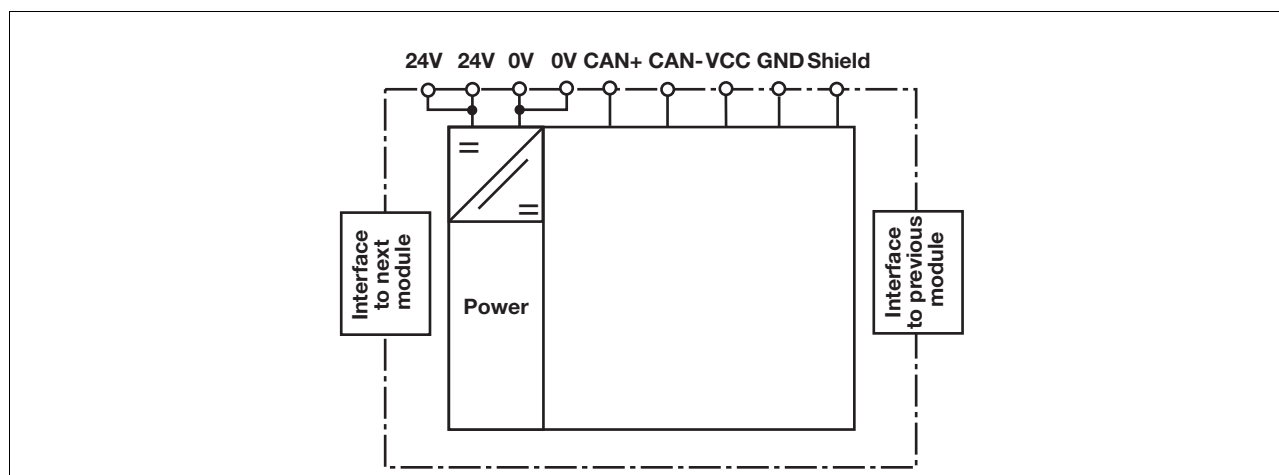 24V 24V 0V 0V CAN+ CAN- VCC GND Shield
Interface
to next
module
Power
Interface
to previous
module